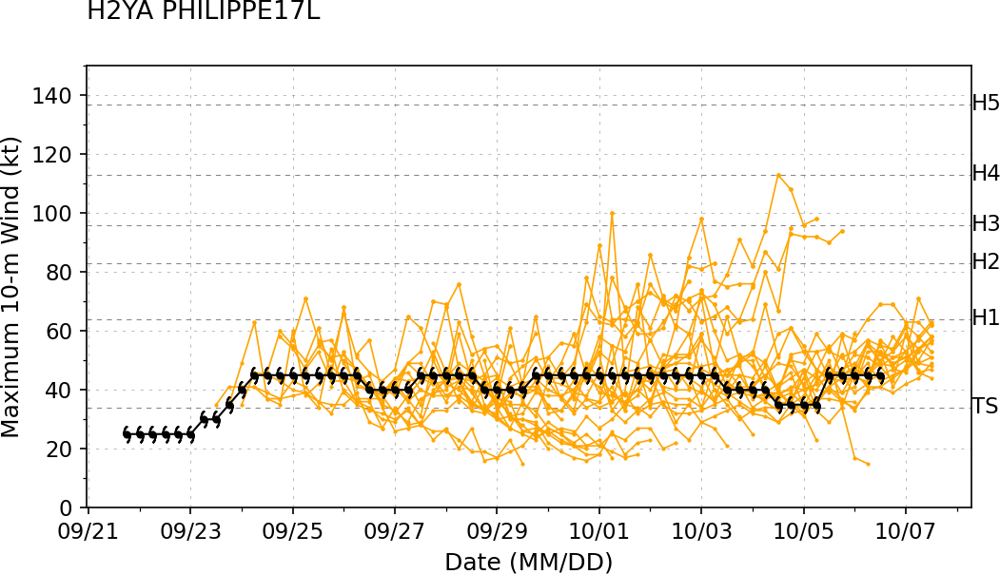 H2YA PHILIPPE17L
Maximum 10-m Wind (kt)
140
120
100
80
60
40
20
0
H5
H4
H3
H2
H1
TS
09/21 09/23 09/25 09/27 09/29 10/01 10/03 10/05 10/07
Date (MM/DD)